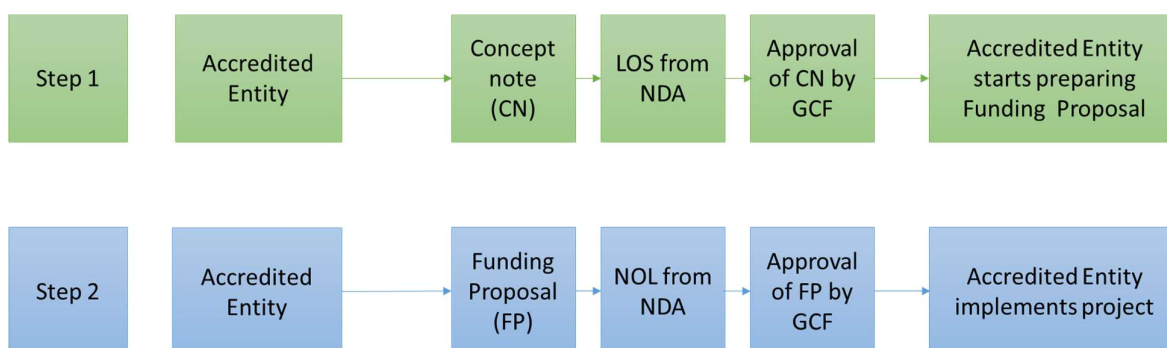 Step 1
Accredited
Entity
Concept
note
(CN)
LOS from
NDA
Approval
of CN by
GCF
Accredited Entity
starts preparing
Funding Proposal
Step 2
Accredited
Entity
Funding
Proposal
(FP)
NOL from
NDA
Approval
of FP by
GCF
Accredited Entity
implements project